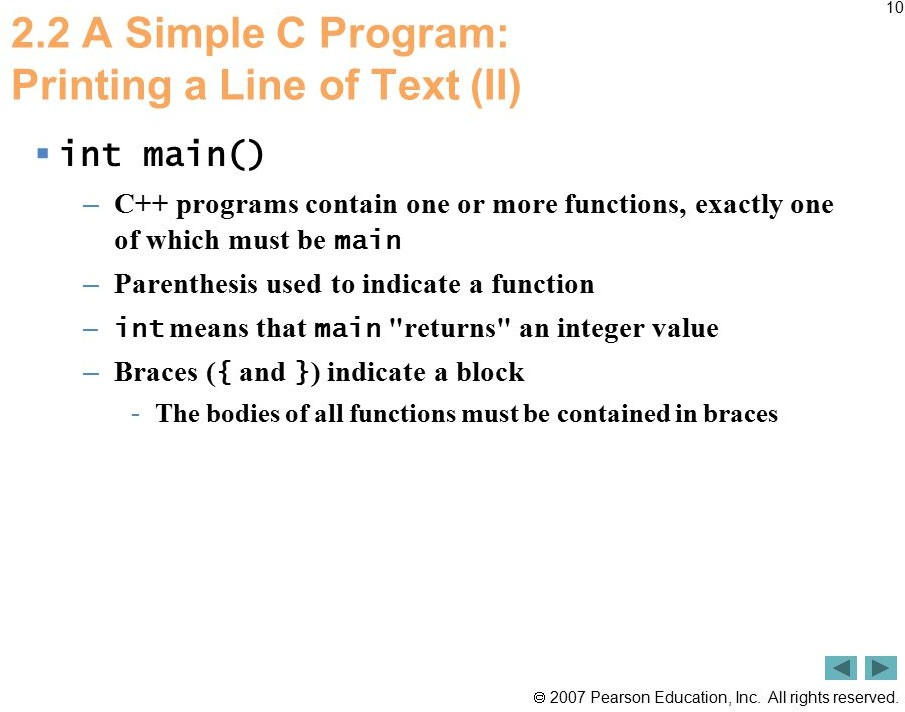 10
2.2 A Simple C Program:
Printing a Line of Text (II)
▪ int main()
– C++ programs contain one or more functions, exactly one
of which must be main
– Parenthesis used to indicate a function
– int means that main "returns" an integer value
– Braces ({ and }) indicate a block
- The bodies of all functions must be contained in braces
© 2007 Pearson Education, Inc. All rights reserved.